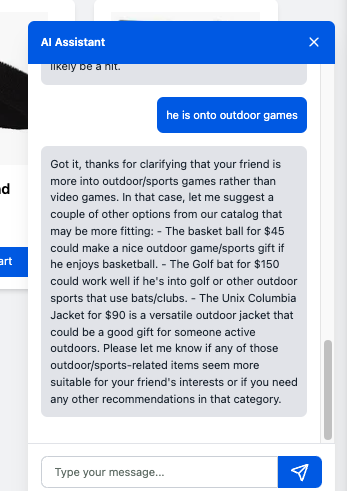 AI Assistant
likely be a hit.
he is onto outdoor games
d
Got it, thanks for clarifying that your friend is
more into outdoor/sports games rather than
video games. In that case, let me suggest a
couple of other options from our catalog that
may be more fitting: - The basket ball for $45
could make a nice outdoor game/sports gift if
he enjoys basketball. - The Golf bat for $150
art
could work well if he's into golf or other outdoor
sports that use bats/clubs. - The Unix Columbia
Jacket for $90 is a versatile outdoor jacket that
could be a good gift for someone active
outdoors. Please let me know if any of those
outdoor/sports-related items seem more
suitable for your friend's interests or if you need
any other recommendations in that category.
Type your message...